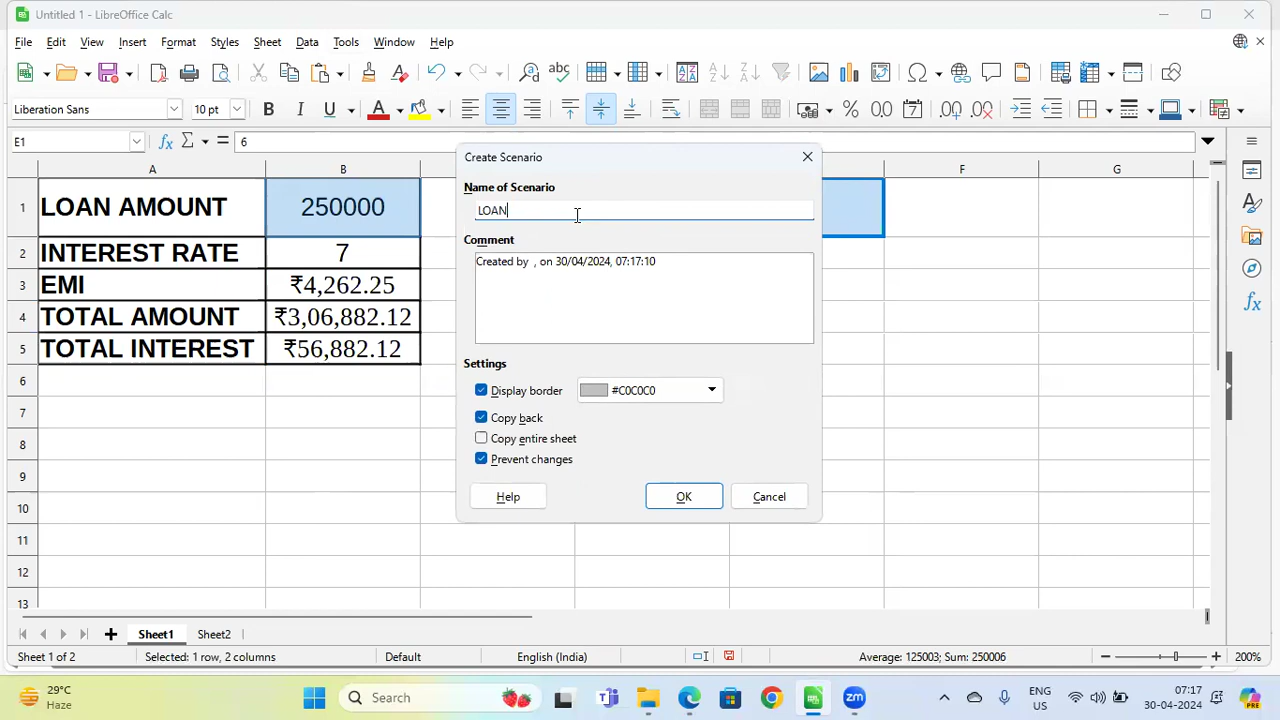 Untitled 1 - LibreOffice Calc
File Edit View Insert Format Styles Sheet Data Tools Window Help
Liberation Sans 10 pt
E1 6
Create Scenario
Name of Scenario
LOAN
Comment
Created by , on 30/04/2024, 07:17:10
Settings
Display border #C0C0C0
Copy back
Copy entire sheet
Prevent changes
Help OK Cancel
A B F G
1 LOAN AMOUNT 250000
2 INTEREST RATE 7
3 EMI ₹4,262.25
4 TOTAL AMOUNT ₹3,06,882.12
5 TOTAL INTEREST ₹56,882.12
6
7
8
9
10
11
12
13
Sheet1 Sheet2
Sheet 1 of 2 Selected: 1 row, 2 columns Default English (India) Average: 125003; Sum: 250006 200%
29°C
Haze
Search
ENG
US
07:17
30-04-2024